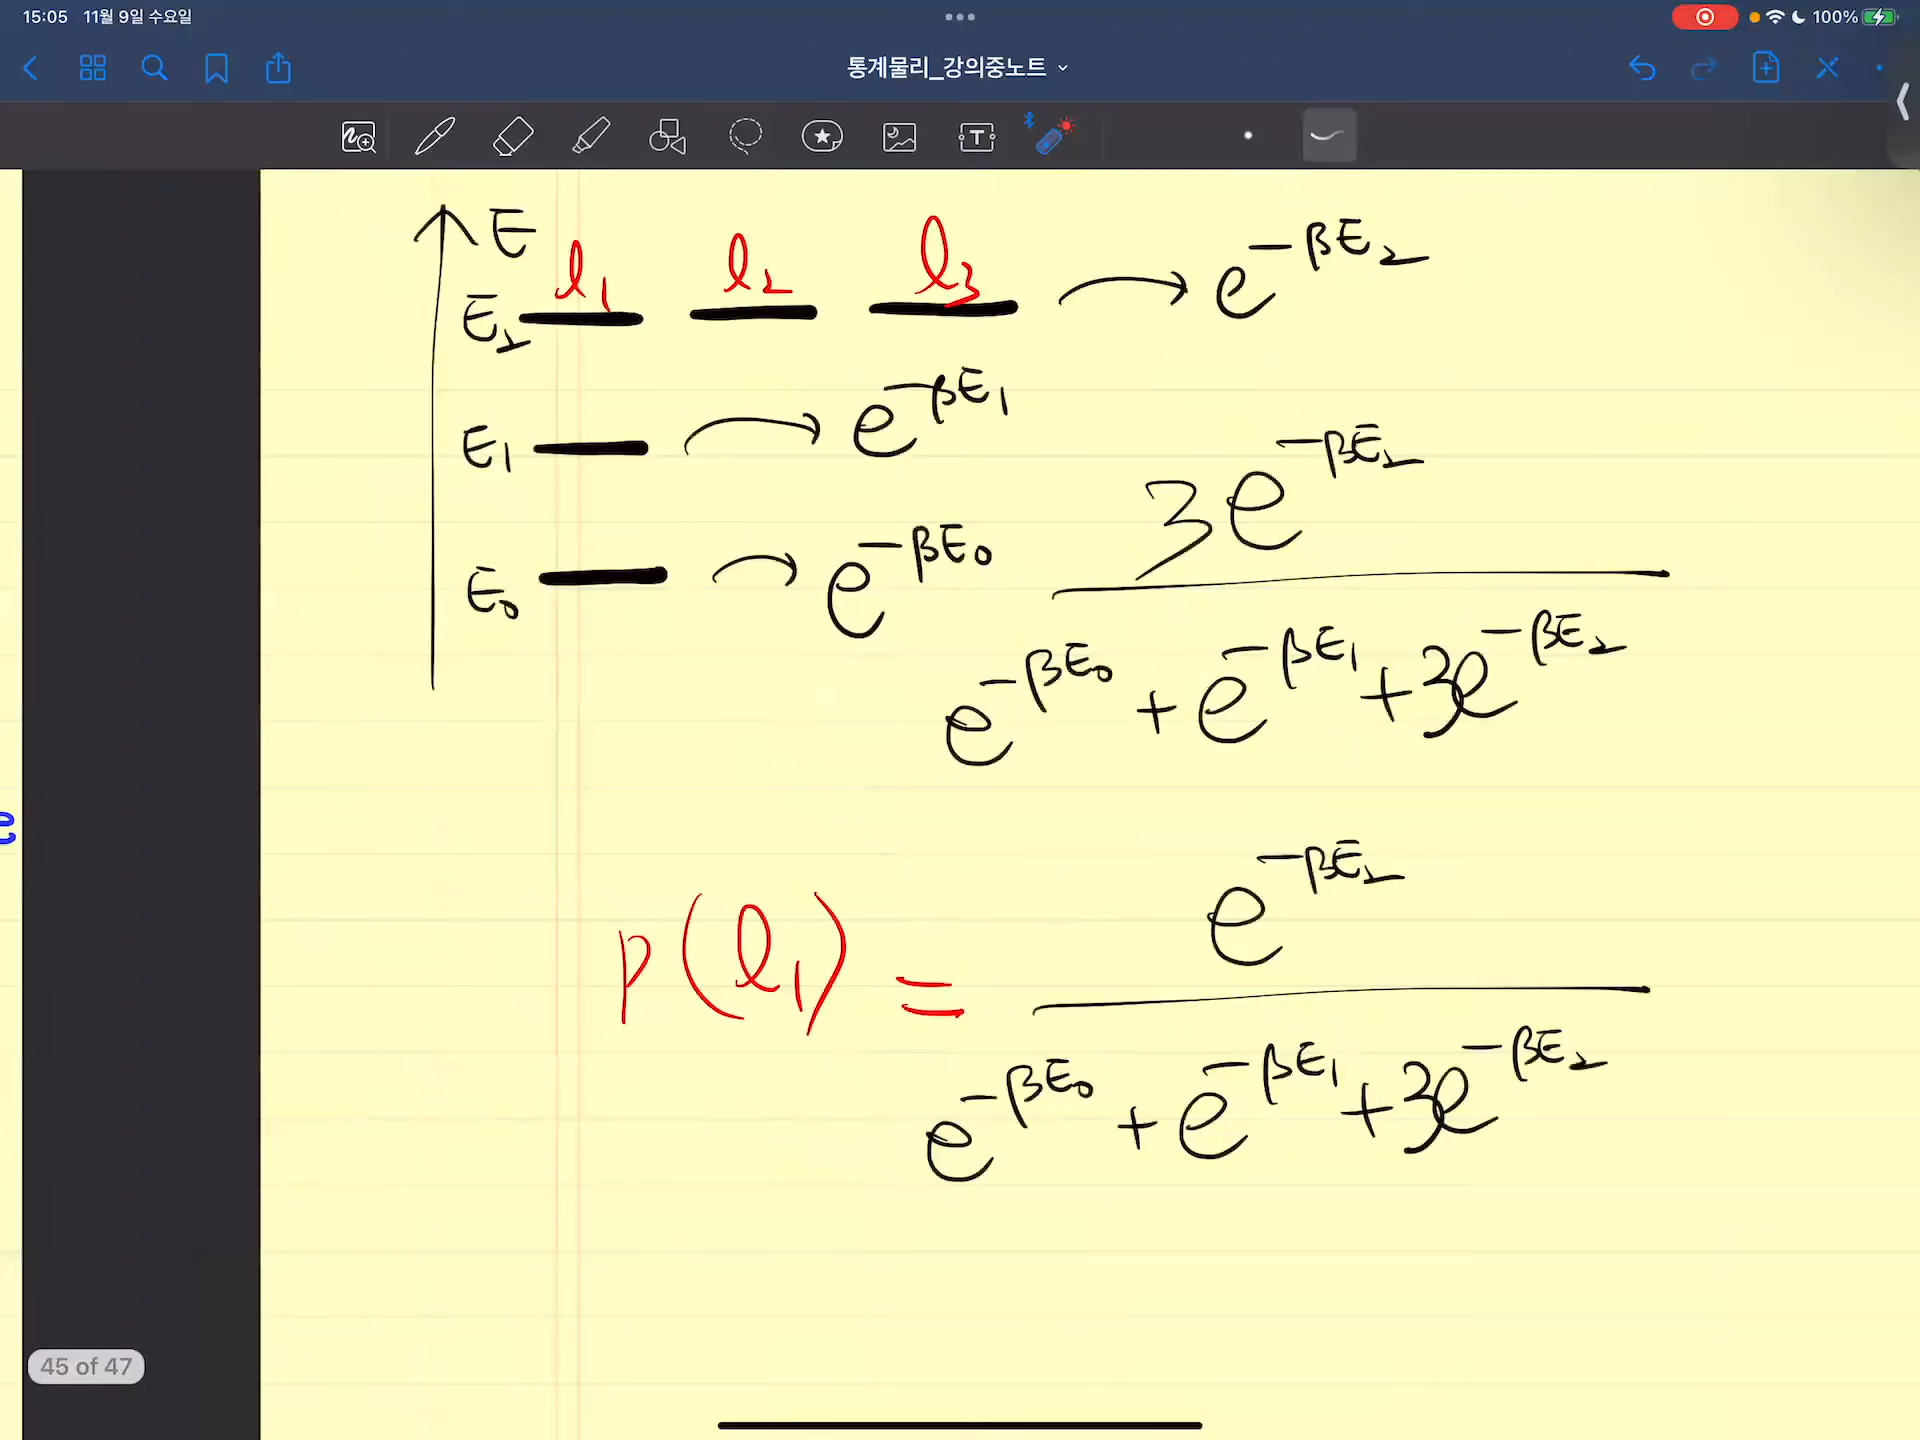 15:05 11월 9일 수요일 100%
통계물리_강의중노트
T
E
l₁ l₂ l₃
E₂ → e^{-βE₂}
E₁ → e^{-βE₁}
E₀ → e^{-βE₀}
3e^{-βE₂}
e^{-βE₀} + e^{-βE₁} + 3e^{-βE₂}
e
e^{-βE₂}
P(l₁) =
e^{-βE₀} + e^{-βE₁} + 3e^{-βE₂}
45 of 47